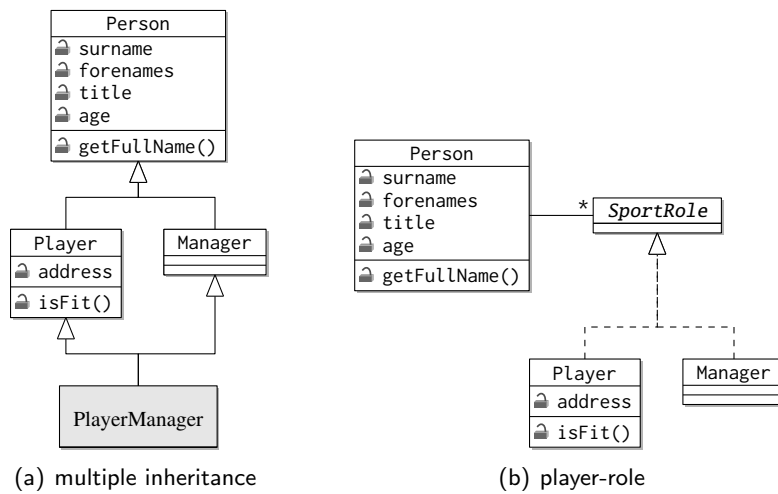 Person
surname
forenames
title
age
getFullName()
Player
address
isFit()
Manager
PlayerManager
(a) multiple inheritance
Person
surname
forenames
title
age
getFullName()
*
SportRole
Player
address
isFit()
Manager
(b) player-role